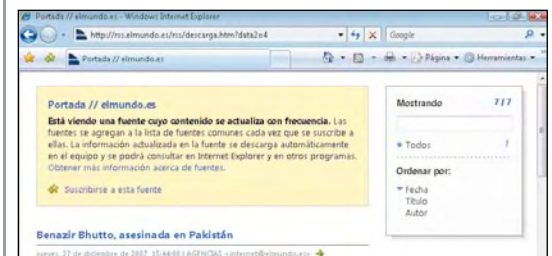 Portada // elmundo.es - Windows Internet Explorer
http://rss.elmundo.es/rss/descarga.htm?data2=4
Google
Portada // elmundo.es
Página
Herramientas
Portada // elmundo.es
Está viendo una fuente cuyo contenido se actualiza con frecuencia. Las
fuentes se agregan a la lista de fuentes comunes cada vez que se suscribe a
ellas. La información actualizada en la fuente se descarga automáticamente
en el equipo y se podrá consultar en Internet Explorer y en otros programas.
Obtener más información acerca de fuentes.
Suscribirse a esta fuente
Mostrando 7 / 7
Todos 7
Ordenar por:
Fecha
Título
Autor
Benazir Bhutto, asesinada en Pakistán
jueves, 27 de diciembre de 2007, 15:44:00 | AGENCIAS <internet@elmundo.es>